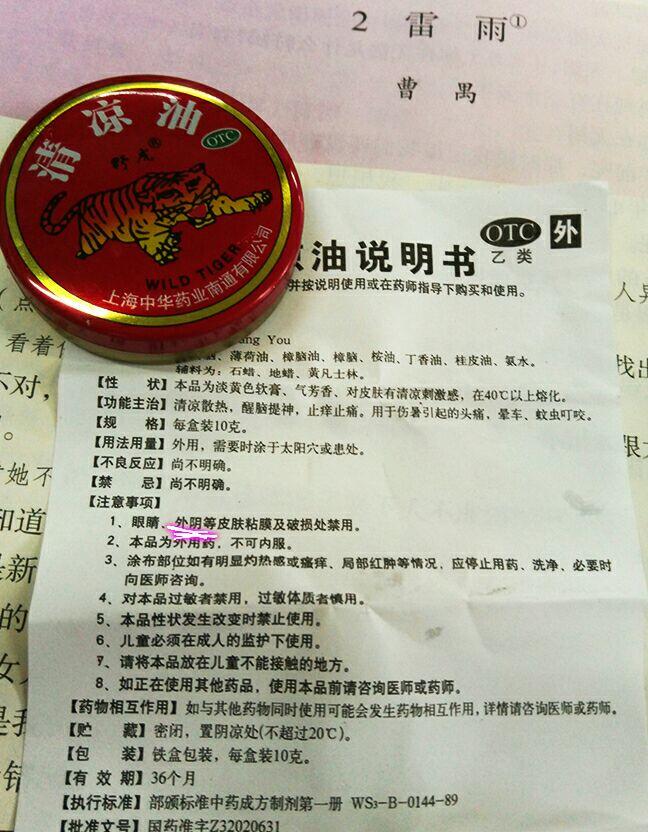 2 雷雨①
曹禺
清凉油
OTC
野虎®
WILD TIGER
上海中华药业南通有限公司
OTC 外
乙类
油说明书
并按说明使用或在药师指导下购买和使用。
ang You
、薄荷油、樟脑油、樟脑、桉油、丁香油、桂皮油、氨水。
辅料为：石蜡、地蜡、黄凡士林。
【性 状】本品为淡黄色软膏、气芳香、对皮肤有清凉刺激感，在40℃以上熔化。
【功能主治】清凉散热，醒脑提神，止痒止痛。用于伤暑引起的头痛，晕车、蚊虫叮咬。
【规 格】每盒装10克。
【用法用量】外用，需要时涂于太阳穴或患处。
【不良反应】尚不明确。
【禁 忌】尚不明确。
【注意事项】
1、眼睛、外阴等皮肤粘膜及破损处禁用。
2、本品为外用药，不可内服。
3、涂布部位如有明显灼热感或瘙痒、局部红肿等情况，应停止用药、洗净、必要时
向医师咨询。
4、对本品过敏者禁用，过敏体质者慎用。
5、本品性状发生改变时禁止使用。
6、儿童必须在成人的监护下使用。
7、请将本品放在儿童不能接触的地方。
8、如正在使用其他药品，使用本品前请咨询医师或药师。
【药物相互作用】如与其他药物同时使用可能会发生药物相互作用，详情请咨询医师或药师。
【贮 藏】密闭，置阴凉处(不超过20℃)。
【包 装】铁盒包装，每盒装10克。
【有 效 期】36个月
【执行标准】部颁标准中药成方制剂第一册 WS₃-B-0144-89
【批准文号】国药准字Z32020631
看着
不对，
她不
知道
是新
的
女
是我
人
找出
跟